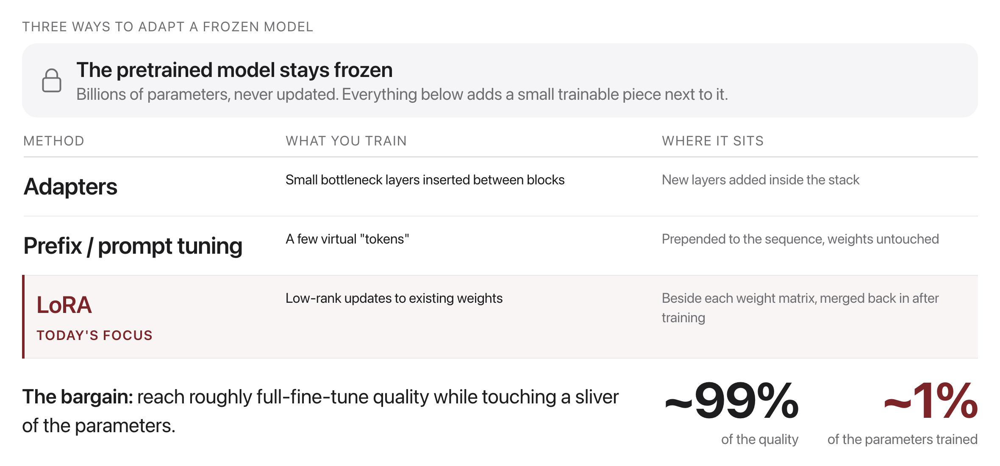 THREE WAYS TO ADAPT A FROZEN MODEL
The pretrained model stays frozen
Billions of parameters, never updated. Everything below adds a small trainable piece next to it.
METHOD WHAT YOU TRAIN WHERE IT SITS
Adapters Small bottleneck layers inserted between blocks New layers added inside the stack
Prefix / prompt tuning A few virtual "tokens" Prepended to the sequence, weights untouched
LoRA Low-rank updates to existing weights Beside each weight matrix, merged back in after
training
TODAY'S FOCUS
The bargain: reach roughly full-fine-tune quality while touching a sliver
of the parameters.
~99% ~1%
of the quality of the parameters trained